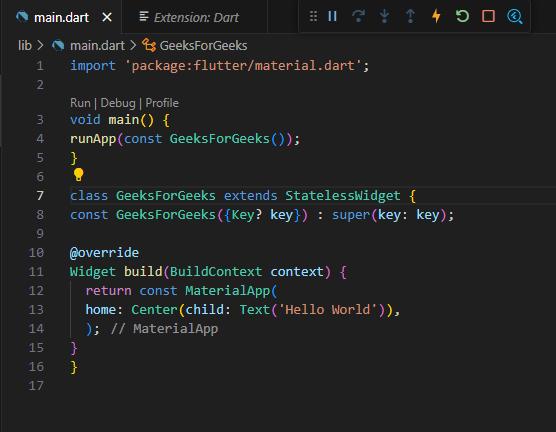 main.dart Extension: Dart
lib > main.dart > GeeksForGeeks
1 import 'package:flutter/material.dart';
2
Run | Debug | Profile
3 void main() {
4 runApp(const GeeksForGeeks());
5 }
6
7 class GeeksForGeeks extends StatelessWidget {
8 const GeeksForGeeks({Key? key}) : super(key: key);
9
10 @override
11 Widget build(BuildContext context) {
12 return const MaterialApp(
13 home: Center(child: Text('Hello World')),
14 ); // MaterialApp
15 }
16 }
17